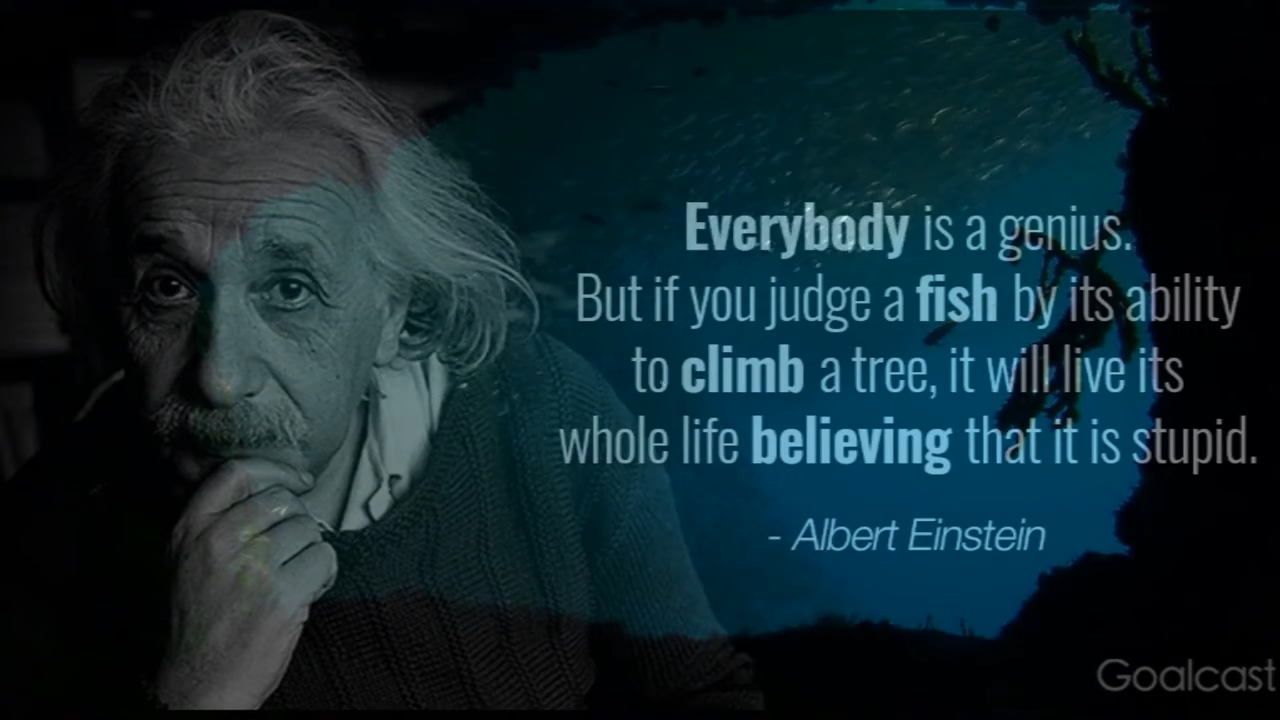 Everybody is a genius.
But if you judge a fish by its ability
to climb a tree, it will live its
whole life believing that it is stupid.
- Albert Einstein
Goalcast